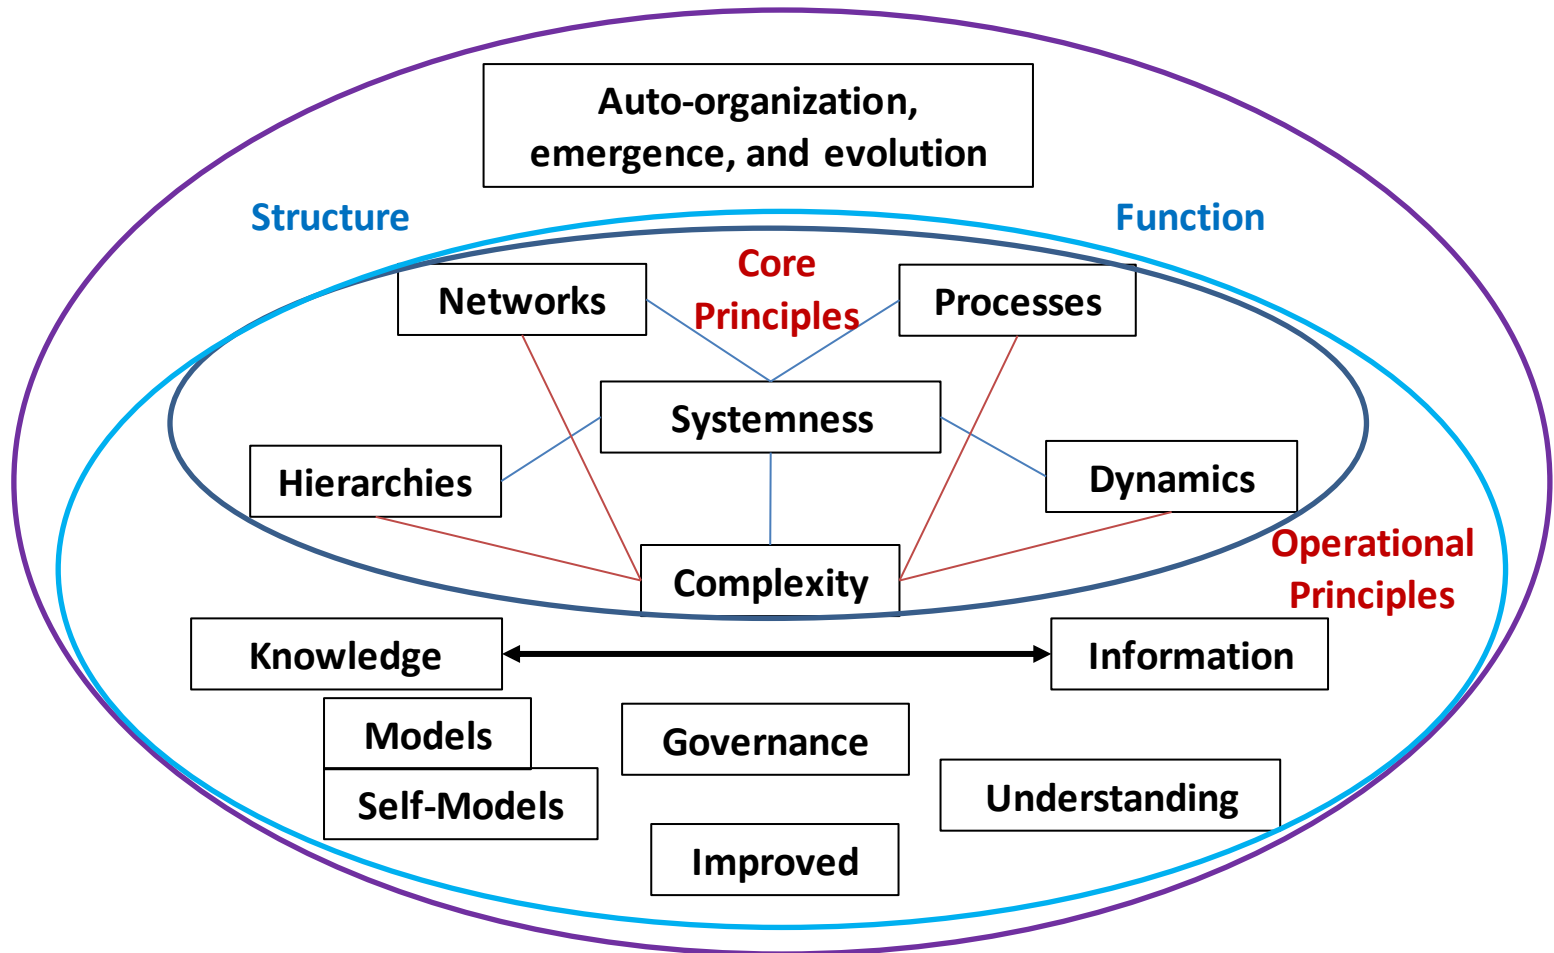 Auto-organization,
emergence, and evolution
Structure
Function
Core
Principles
Networks
Processes
Systemness
Hierarchies
Dynamics
Operational
Principles
Complexity
Knowledge
Information
Models
Governance
Self-Models
Understanding
Improved